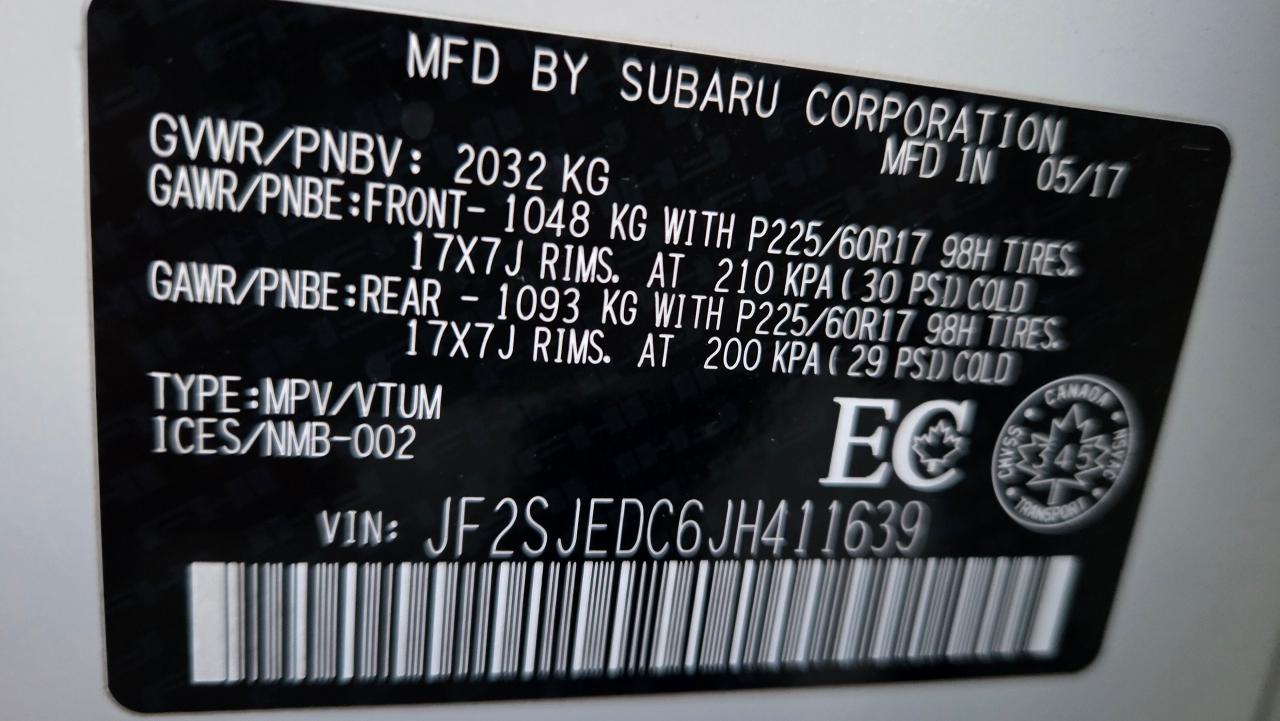 MFD BY SUBARU CORPORATION
MFD IN 05/17
GVWR/PNBV: 2032 KG
GAWR/PNBE:FRONT- 1048 KG WITH P225/60R17 98H TIRES.
17X7J RIMS. AT 210 KPA(30 PSI)COLD
GAWR/PNBE:REAR - 1093 KG WITH P225/60R17 98H TIRES.
17X7J RIMS. AT 200 KPA(29 PSI)COLD
TYPE:MPV/VTUM
ICES/NMB-002
EC
CANADA
CMVSS
345
NSVAC
TRANSPORT
VIN: JF2SJEDC6JH411639